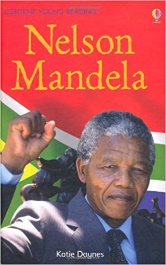 USBORNE YOUNG READING
Nelson
Mandela
Katie Daynes